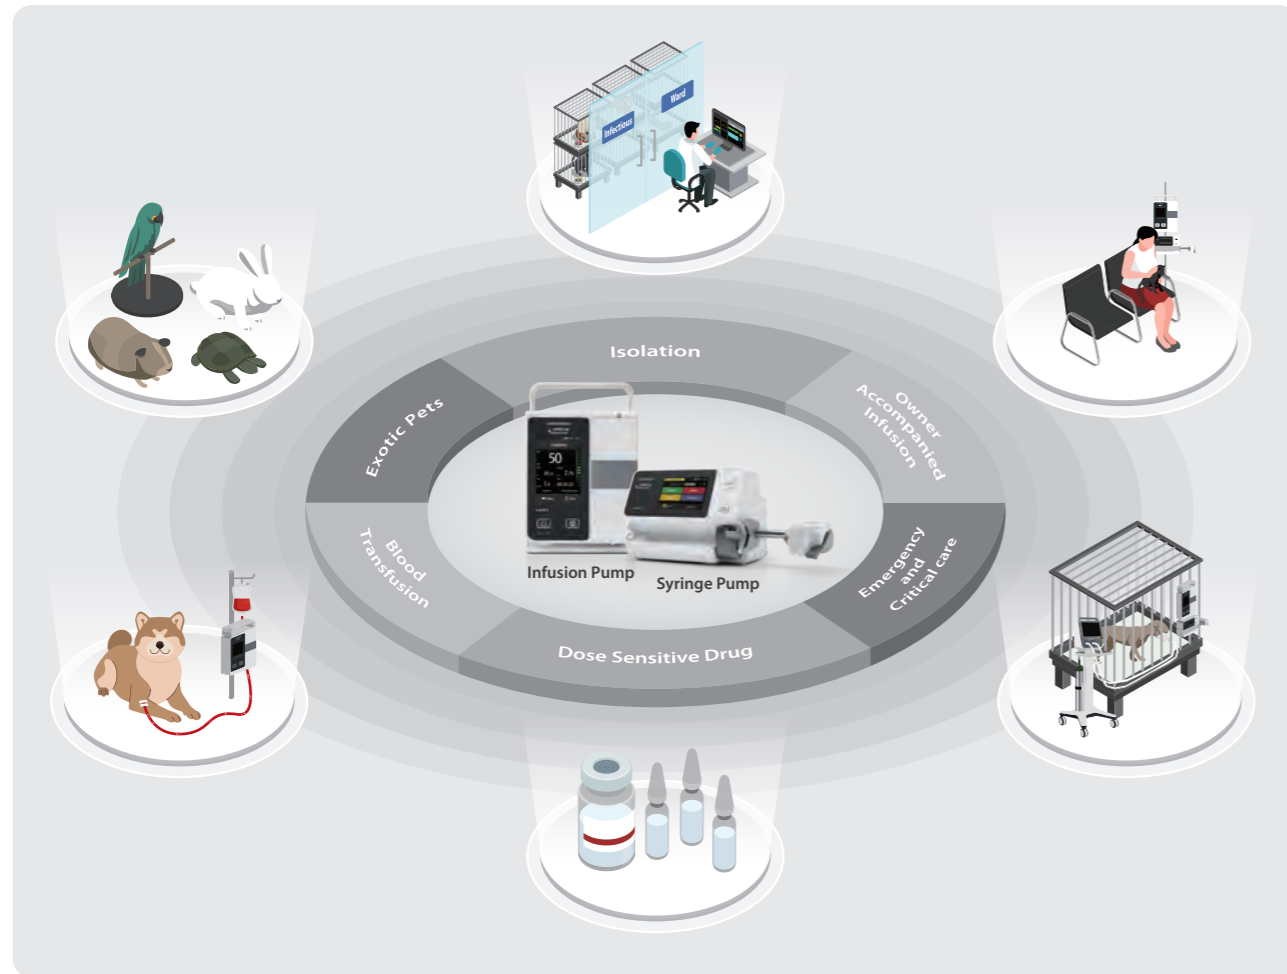 Infectious
Ward
Isolation
Exotic Pets
Owner
Accompanied
Infusion
50
Infusion Pump
Syringe Pump
Blood
Transfusion
Emergency
and
Critical care
Dose Sensitive Drug